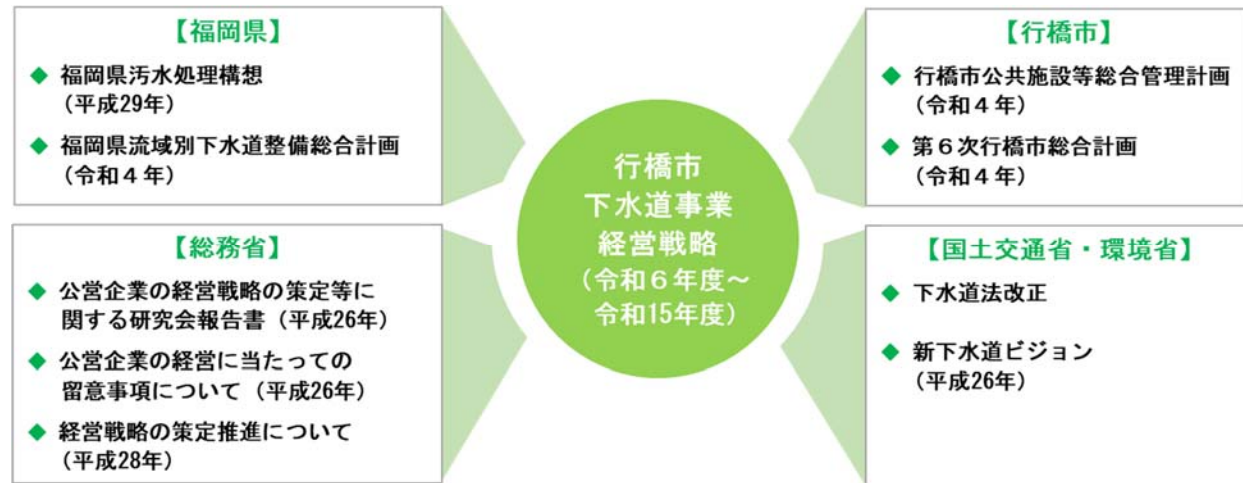 【福岡県】
◆ 福岡県汚水処理構想
(平成29年)
◆ 福岡県流域別下水道整備総合計画
(令和４年)
【総務省】
◆ 公営企業の経営戦略の策定等に
関する研究会報告書（平成26年）
◆ 公営企業の経営に当たっての
留意事項について（平成26年）
◆ 経営戦略の策定推進について
(平成28年)
行橋市
下水道事業
経営戦略
（令和６年度～
令和15年度）
【行橋市】
◆ 行橋市公共施設等総合管理計画
(令和４年)
◆ 第６次行橋市総合計画
(令和４年)
【国土交通省・環境省】
◆ 下水道法改正
◆ 新下水道ビジョン
(平成26年)